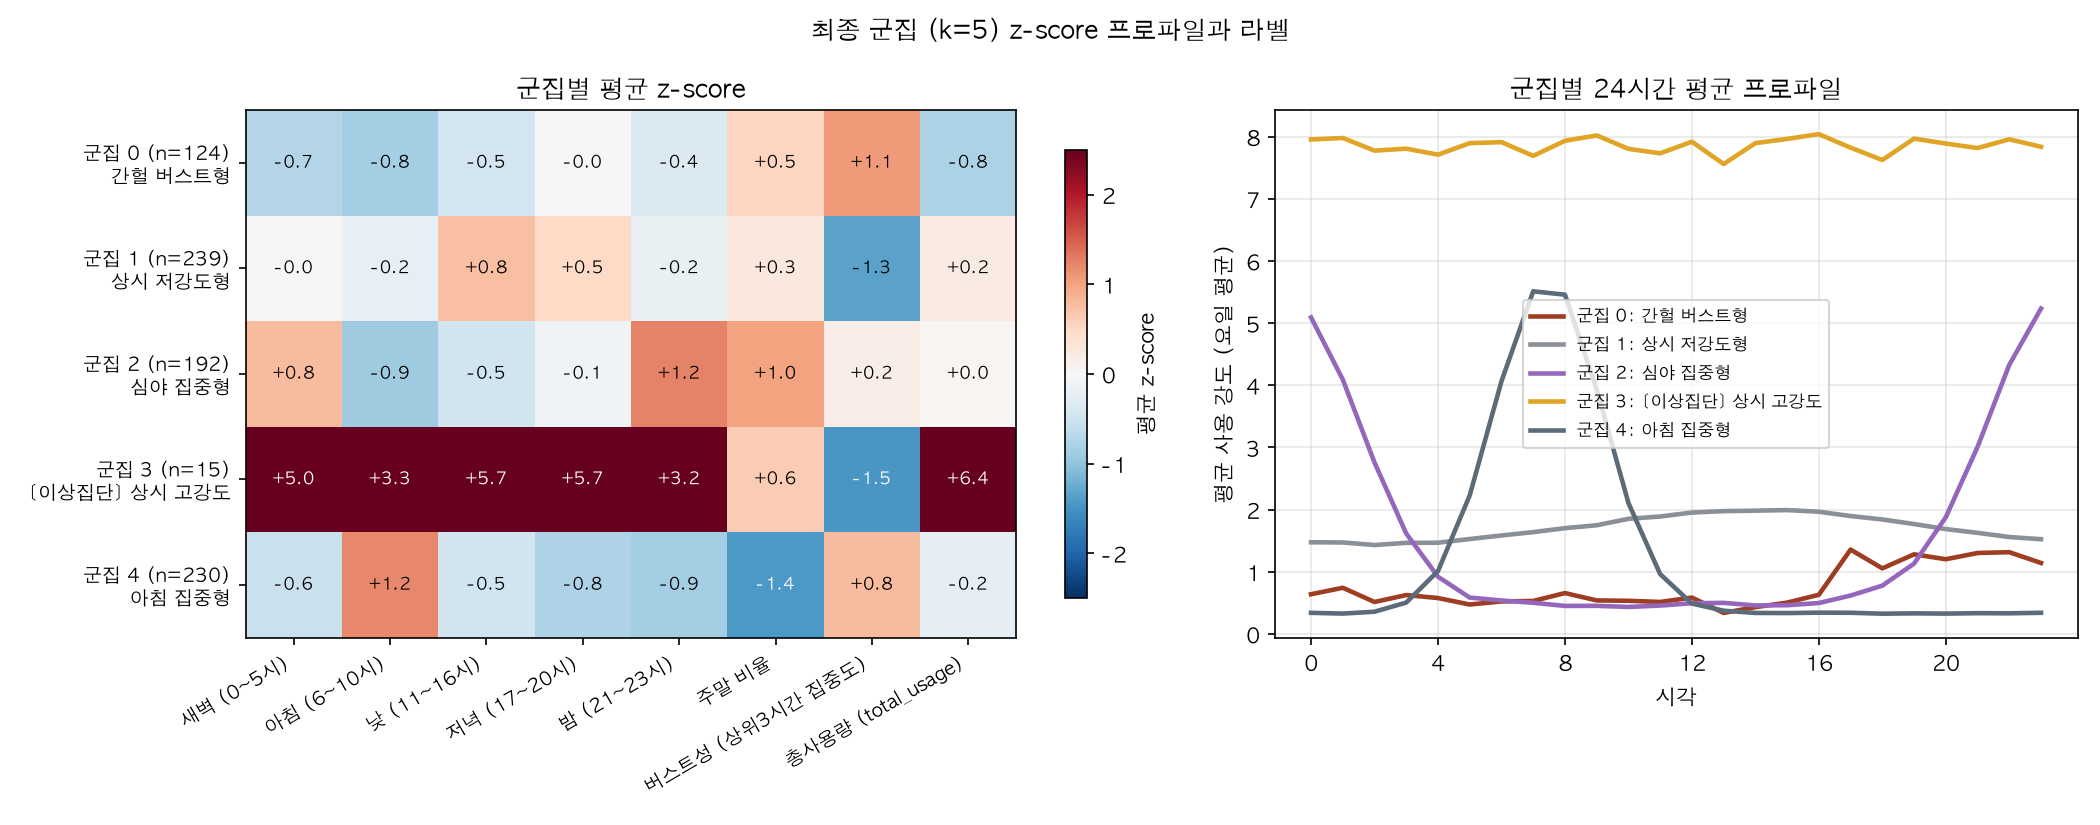 최종 군집 (k=5) z-score 프로파일과 라벨
군집별 평균 z-score
군집 0 (n=124)
간헐 버스트형
-0.7 -0.8 -0.5 -0.0 -0.4 +0.5 +1.1 -0.8
군집 1 (n=239)
상시 저강도형
-0.0 -0.2 +0.8 +0.5 -0.2 +0.3 -1.3 +0.2
군집 2 (n=192)
심야 집중형
+0.8 -0.9 -0.5 -0.1 +1.2 +1.0 +0.2 +0.0
군집 3 (n=15)
[이상집단] 상시 고강도
+5.0 +3.3 +5.7 +5.7 +3.2 +0.6 -1.5 +6.4
군집 4 (n=230)
아침 집중형
-0.6 +1.2 -0.5 -0.8 -0.9 -1.4 +0.8 -0.2
새벽 (0~5시)
아침 (6~10시)
낮 (11~16시)
저녁 (17~20시)
밤 (21~23시)
주말 비율
버스트성 (상위3시간 집중도)
총사용량 (total_usage)
2
1
0
-1
-2
평균 z-score
군집별 24시간 평균 프로파일
평균 사용 강도 (요일 평균)
8
7
6
5
4
3
2
1
0
군집 0: 간헐 버스트형
군집 1: 상시 저강도형
군집 2: 심야 집중형
군집 3: [이상집단] 상시 고강도
군집 4: 아침 집중형
0 4 8 12 16 20
시각